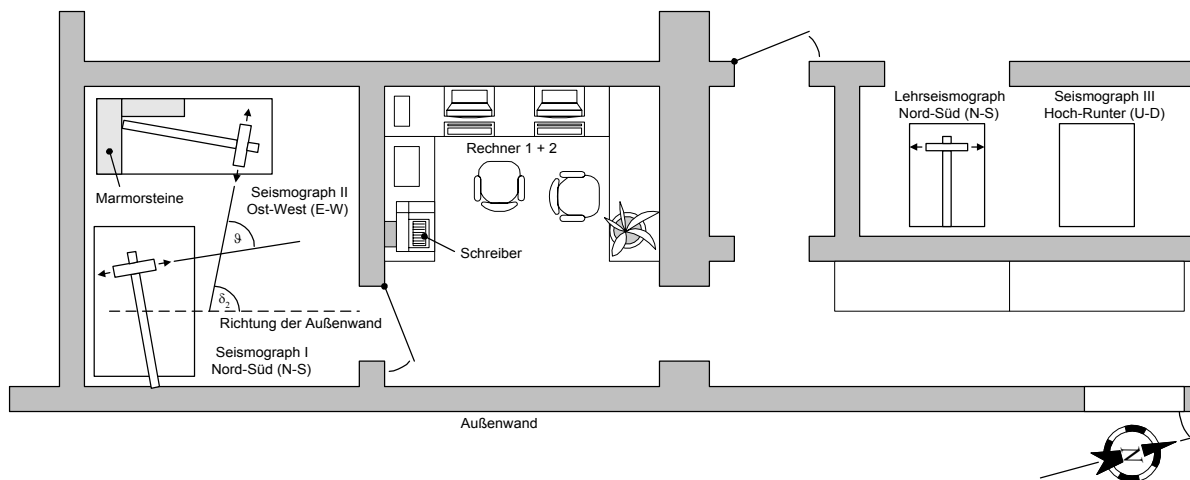 Lehrseismograph
Nord-Süd (N-S)
Seismograph III
Hoch-Runter (U-D)
Rechner 1 + 2
Marmorsteine
Seismograph II
Ost-West (E-W)
ϑ
Schreiber
δ₂
Richtung der Außenwand
Seismograph I
Nord-Süd (N-S)
Außenwand
N